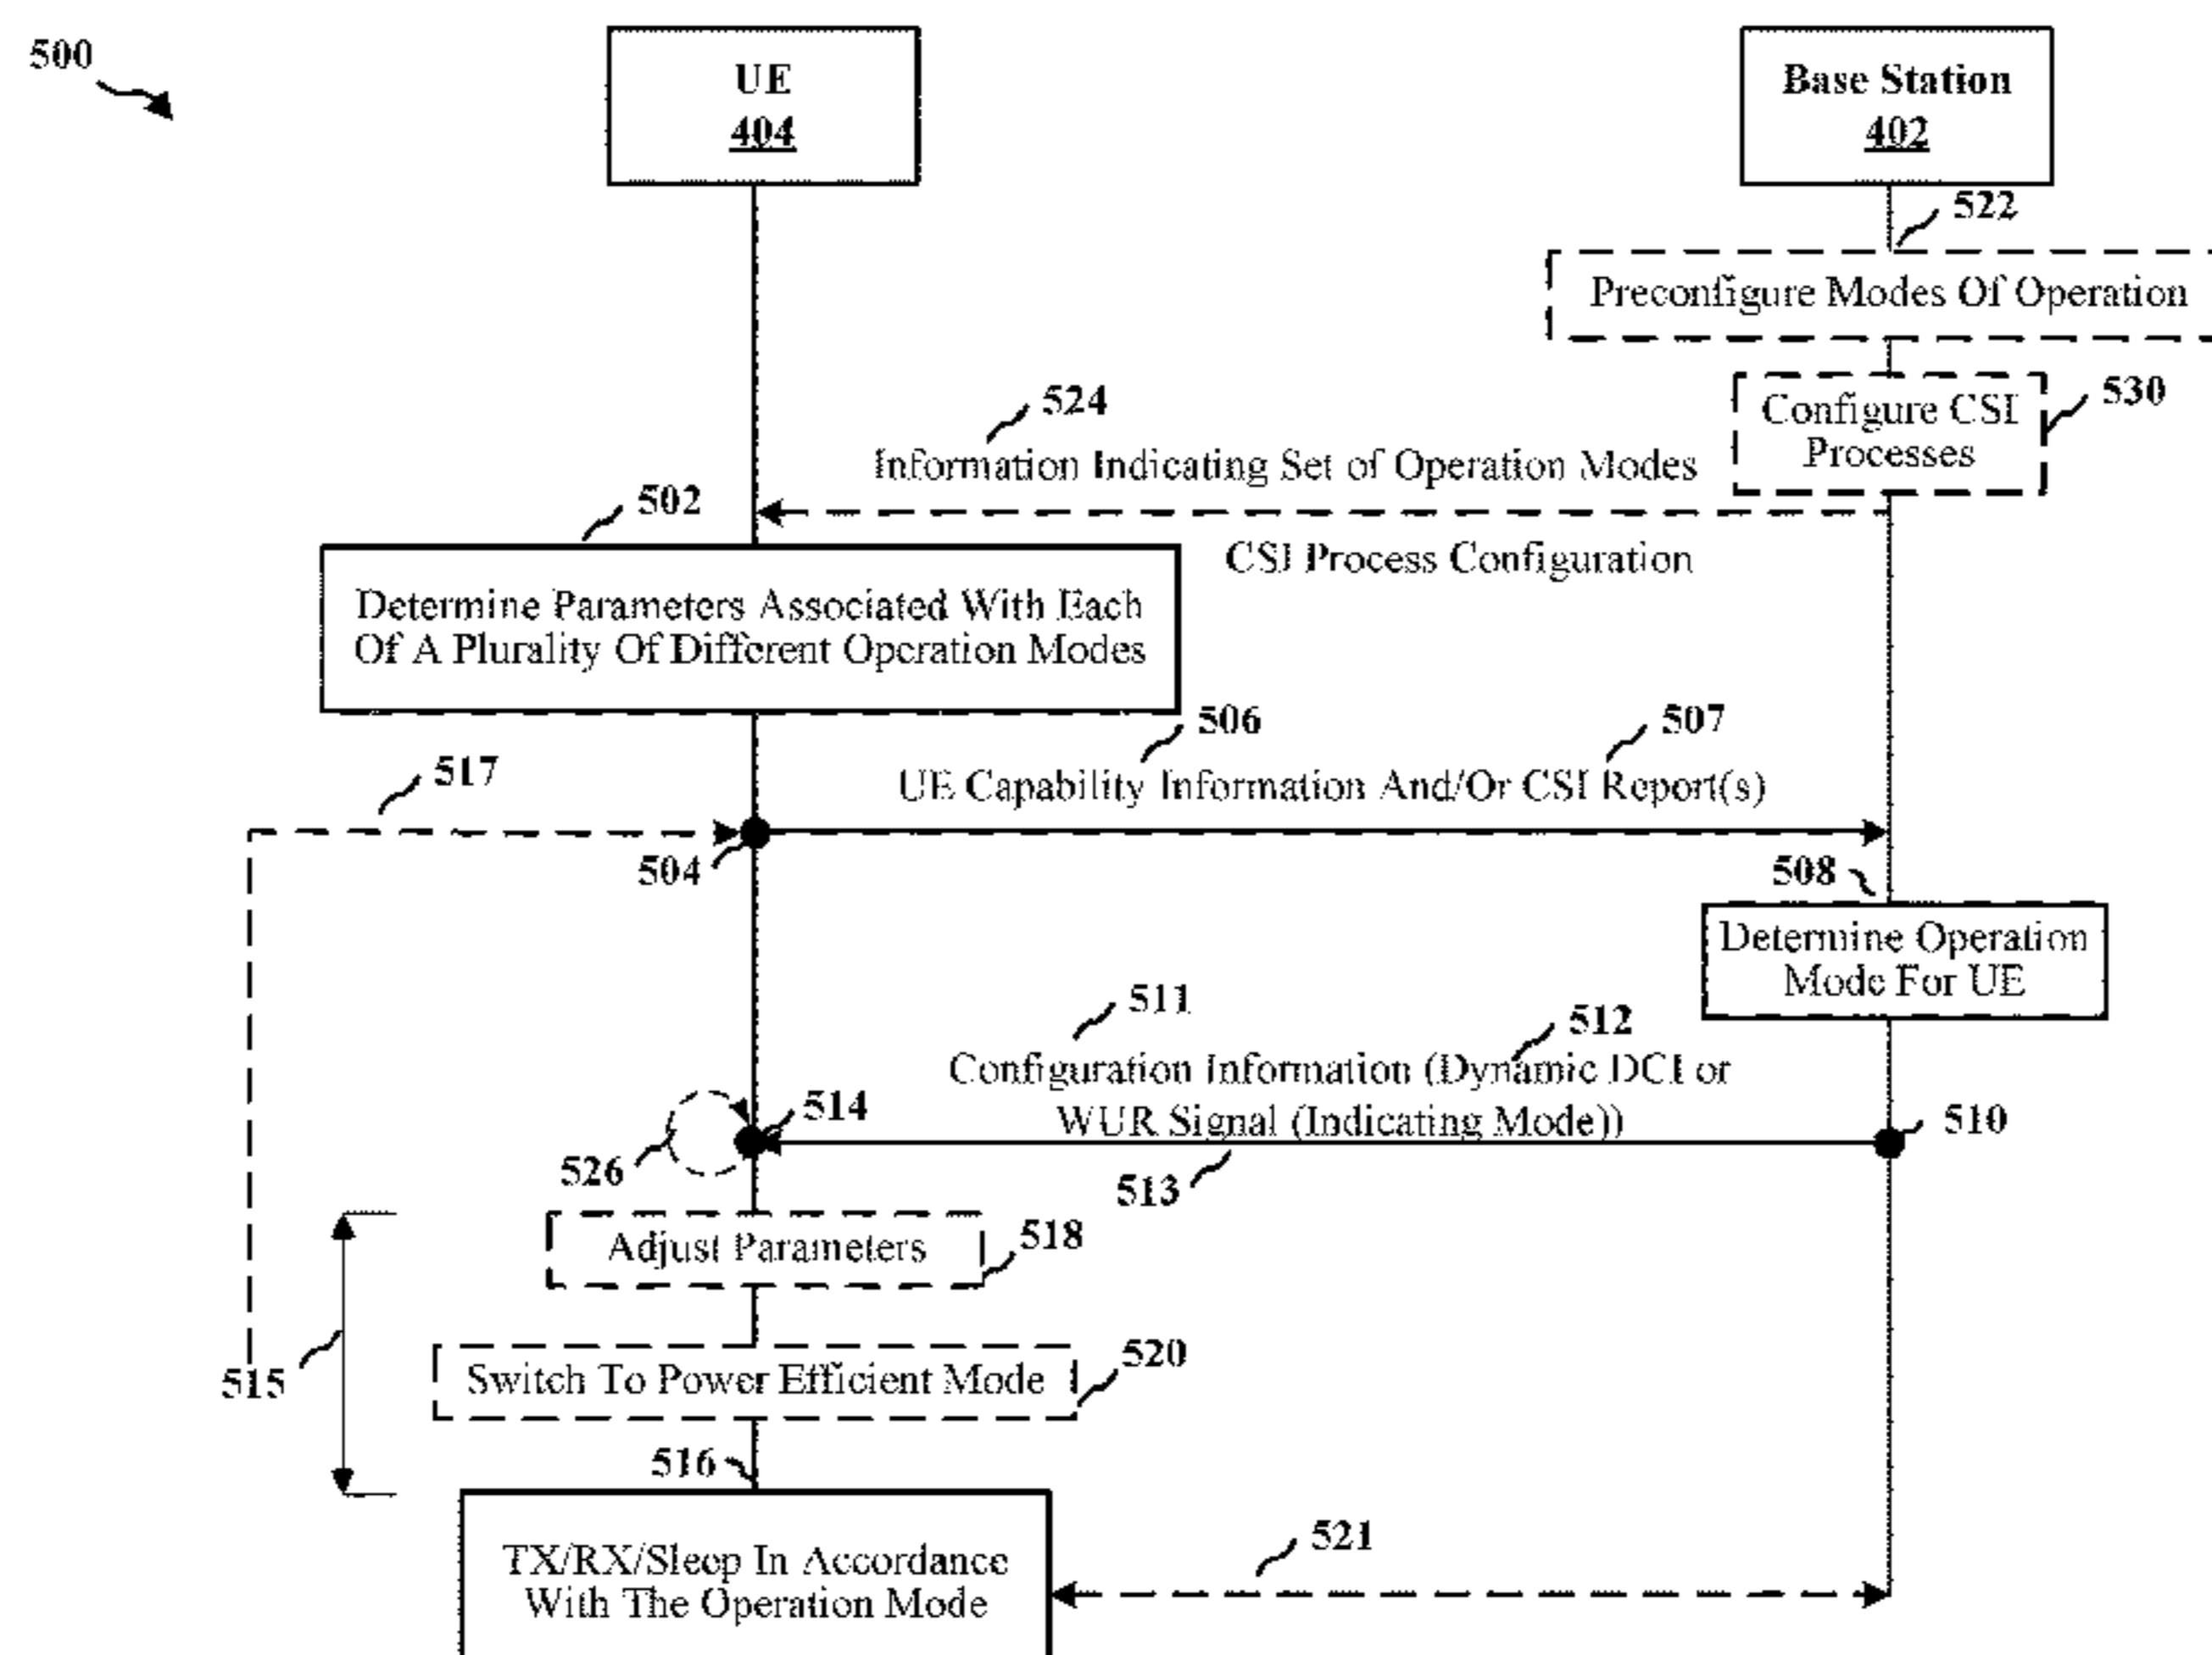 500
UE
404
Base Station
402
522
Preconfigure Modes Of Operation
530
Configure CSI
Processes
524
Information Indicating Set of Operation Modes
CSI Process Configuration
502
Determine Parameters Associated With Each
Of A Plurality Of Different Operation Modes
506
507
UE Capability Information And/Or CSI Report(s)
517
504
508
Determine Operation
Mode For UE
511
512
Configuration Information (Dynamic DCI or
WUR Signal (Indicating Mode))
514
510
526
513
Adjust Parameters
518
515
Switch To Power Efficient Mode
520
516
TX/RX/Sleep In Accordance
With The Operation Mode
521